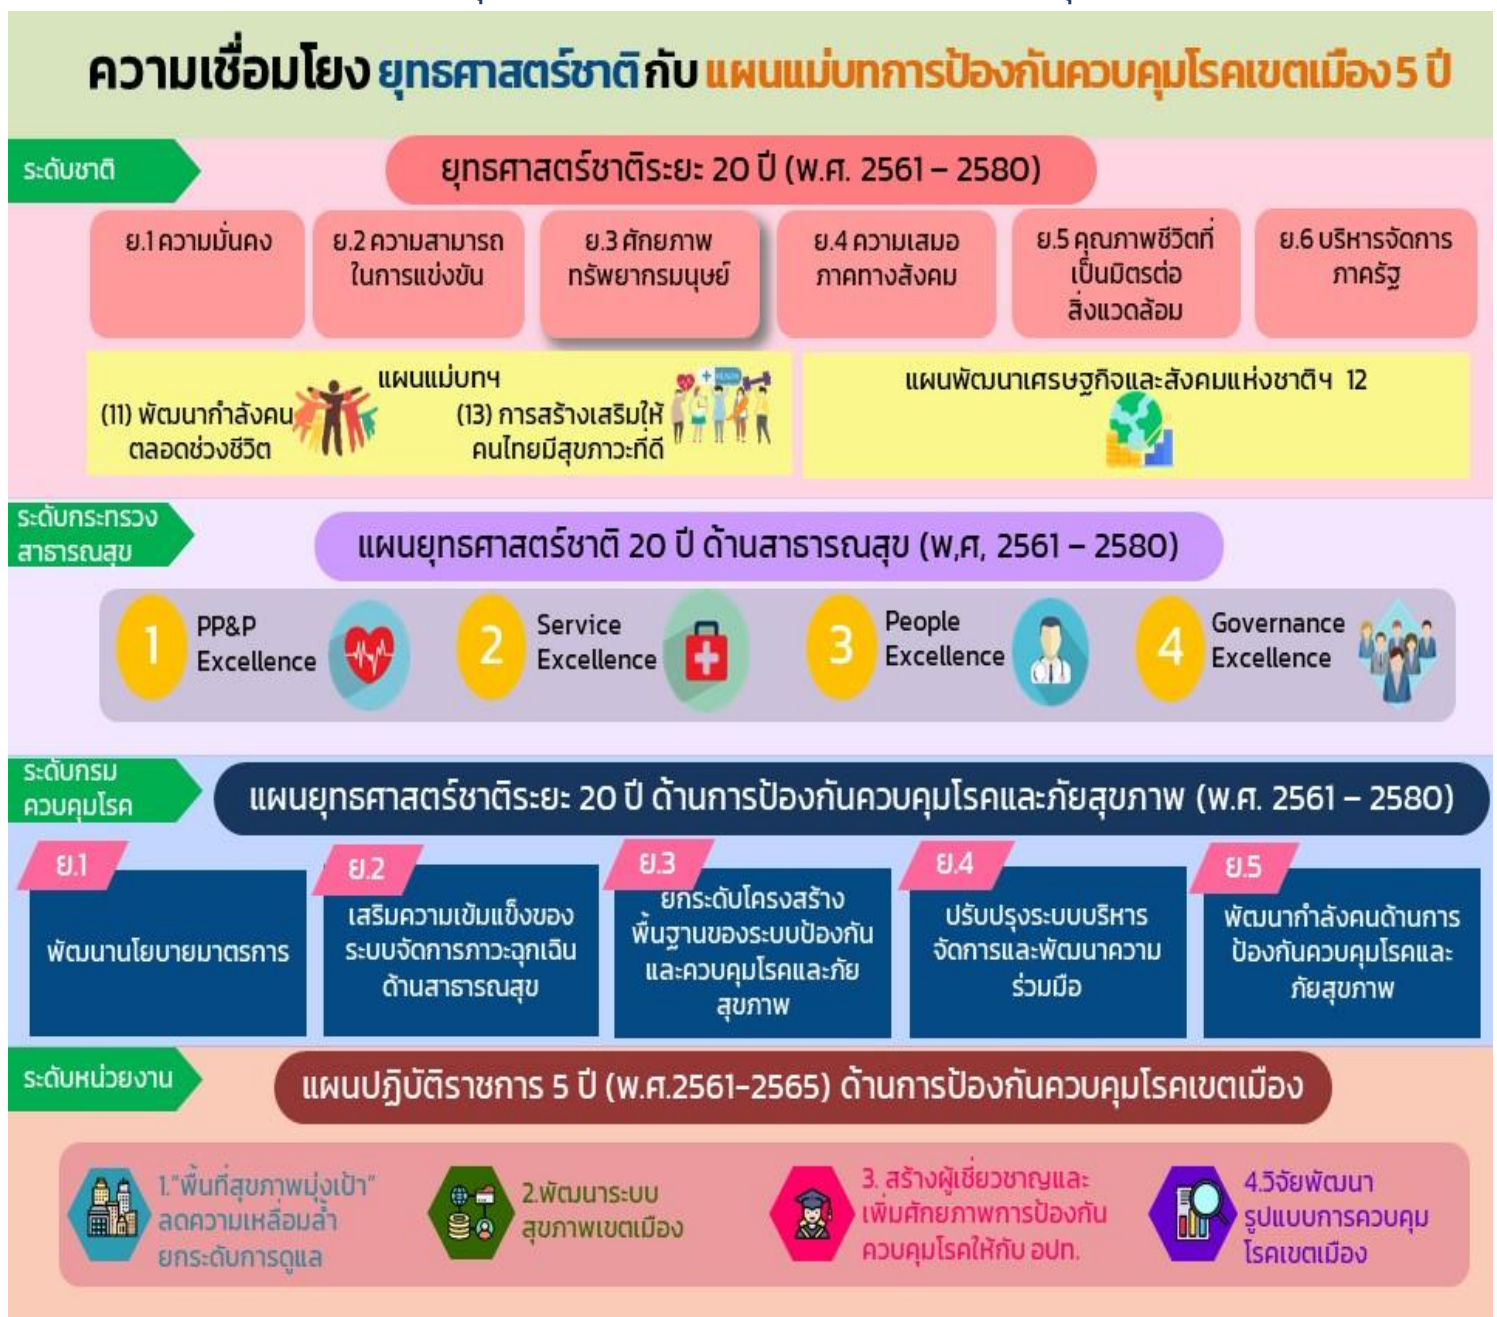 ความเชื่อมโยง ยุทธศาสตร์ชาติ กับ แผนแม่บทการป้องกันควบคุมโรคเขตเมือง 5 ปี
ระดับชาติ
ยุทธศาสตร์ชาติระยะ 20 ปี (พ.ศ. 2561 – 2580)
ย.1 ความมั่นคง
ย.2 ความสามารถ
ในการแข่งขัน
ย.3 ศักยภาพ
ทรัพยากรมนุษย์
ย.4 ความเสมอ
ภาคทางสังคม
ย.5 คุณภาพชีวิตที่
เป็นมิตรต่อ
สิ่งแวดล้อม
ย.6 บริหารจัดการ
ภาครัฐ
แผนแม่บทฯ
(11) พัฒนากำลังคน
ตลอดช่วงชีวิต
(13) การสร้างเสริมให้
คนไทยมีสุขภาวะที่ดี
แผนพัฒนาเศรษฐกิจและสังคมแห่งชาติฯ 12
ระดับกระทรวง
สาธารณสุข
แผนยุทธศาสตร์ชาติ 20 ปี ด้านสาธารณสุข (พ,ศ, 2561 – 2580)
1
PP&P
Excellence
2
Service
Excellence
3
People
Excellence
4
Governance
Excellence
ระดับกรม
ควบคุมโรค
แผนยุทธศาสตร์ชาติระยะ 20 ปี ด้านการป้องกันควบคุมโรคและภัยสุขภาพ (พ.ศ. 2561 – 2580)
ย.1
พัฒนานโยบายมาตรการ
ย.2
เสริมความเข้มแข็งของ
ระบบจัดการภาวะฉุกเฉิน
ด้านสาธารณสุข
ย.3
ยกระดับโครงสร้าง
พื้นฐานของระบบป้องกัน
และควบคุมโรคและภัย
สุขภาพ
ย.4
ปรับปรุงระบบบริหาร
จัดการและพัฒนาความ
ร่วมมือ
ย.5
พัฒนากำลังคนด้านการ
ป้องกันควบคุมโรคและ
ภัยสุขภาพ
ระดับหน่วยงาน
แผนปฏิบัติราชการ 5 ปี (พ.ศ.2561-2565) ด้านการป้องกันควบคุมโรคเขตเมือง
1."พื้นที่สุขภาพมุ่งเป้า"
ลดความเหลื่อมล้ำ
ยกระดับการดูแล
2.พัฒนาระบบ
สุขภาพเขตเมือง
3. สร้างผู้เชี่ยวชาญและ
เพิ่มศักยภาพการป้องกัน
ควบคุมโรคให้กับ อปท.
4.วิจัยพัฒนา
รูปแบบการควบคุม
โรคเขตเมือง